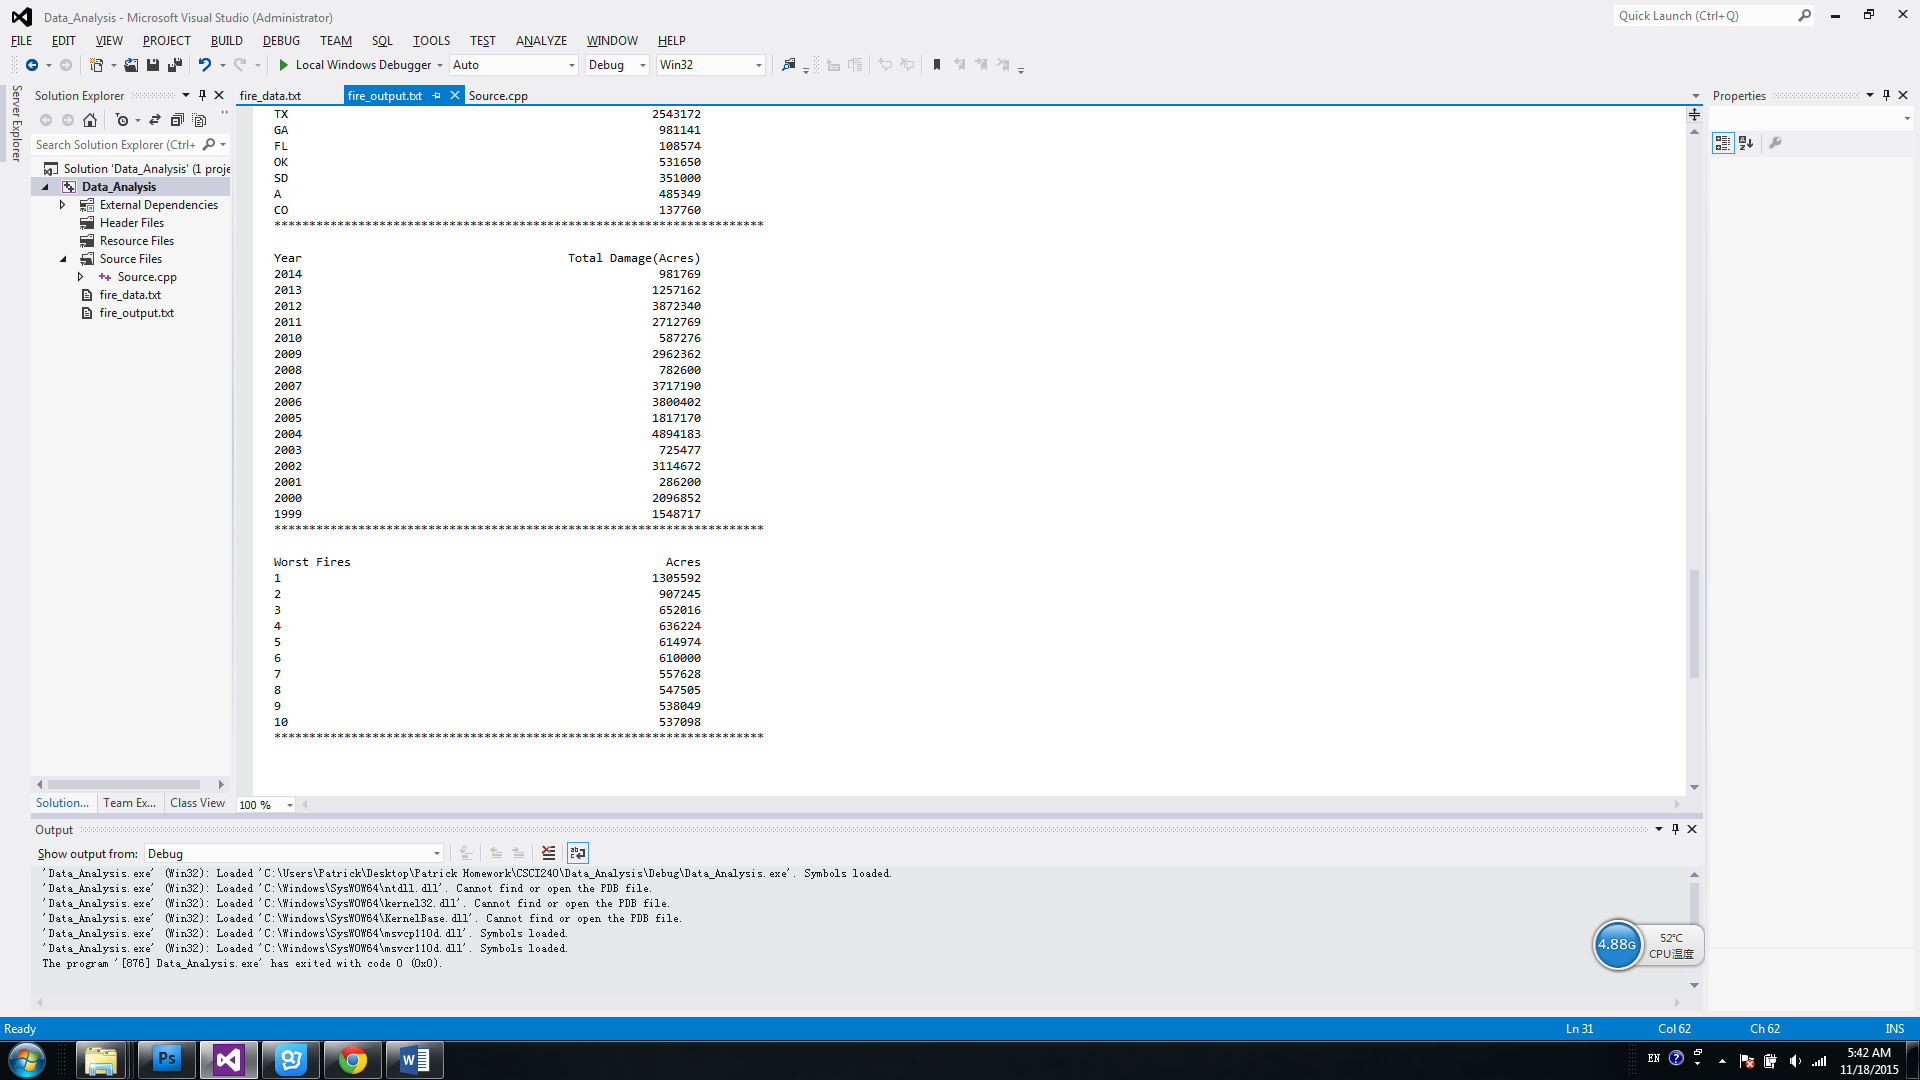 Data_Analysis - Microsoft Visual Studio (Administrator)
Quick Launch (Ctrl+Q)
FILE EDIT VIEW PROJECT BUILD DEBUG TEAM SQL TOOLS TEST ANALYZE WINDOW HELP
Local Windows Debugger Auto Debug Win32
Server Explorer
Solution Explorer
Search Solution Explorer (Ctrl+
Solution 'Data_Analysis' (1 proje
Data_Analysis
External Dependencies
Header Files
Resource Files
Source Files
Source.cpp
fire_data.txt
fire_output.txt
Solution... Team Ex... Class View
fire_data.txt fire_output.txt Source.cpp
TX 2543172
GA 981141
FL 108574
OK 531650
SD 351000
A 485349
CO 137760
**********************************************************************
Year Total Damage(Acres)
2014 981769
2013 1257162
2012 3872340
2011 2712769
2010 587276
2009 2962362
2008 782600
2007 3717190
2006 3800402
2005 1817170
2004 4894183
2003 725477
2002 3114672
2001 286200
2000 2096852
1999 1548717
**********************************************************************
Worst Fires Acres
1 1305592
2 907245
3 652016
4 636224
5 614974
6 610000
7 557628
8 547505
9 538049
10 537098
**********************************************************************
100 %
Properties
Output
Show output from: Debug
'Data_Analysis.exe' (Win32): Loaded 'C:\Users\Patrick\Desktop\Patrick Homework\CSCI240\Data_Analysis\Debug\Data_Analysis.exe'. Symbols loaded.
'Data_Analysis.exe' (Win32): Loaded 'C:\Windows\SysWOW64\ntdll.dll'. Cannot find or open the PDB file.
'Data_Analysis.exe' (Win32): Loaded 'C:\Windows\SysWOW64\kernel32.dll'. Cannot find or open the PDB file.
'Data_Analysis.exe' (Win32): Loaded 'C:\Windows\SysWOW64\KernelBase.dll'. Cannot find or open the PDB file.
'Data_Analysis.exe' (Win32): Loaded 'C:\Windows\SysWOW64\msvcp110d.dll'. Symbols loaded.
'Data_Analysis.exe' (Win32): Loaded 'C:\Windows\SysWOW64\msvcr110d.dll'. Symbols loaded.
The program '[876] Data_Analysis.exe' has exited with code 0 (0x0).
4.88G
52℃
CPU温度
Ready Ln 31 Col 62 Ch 62 INS
Ps
EN
5:42 AM
11/18/2015